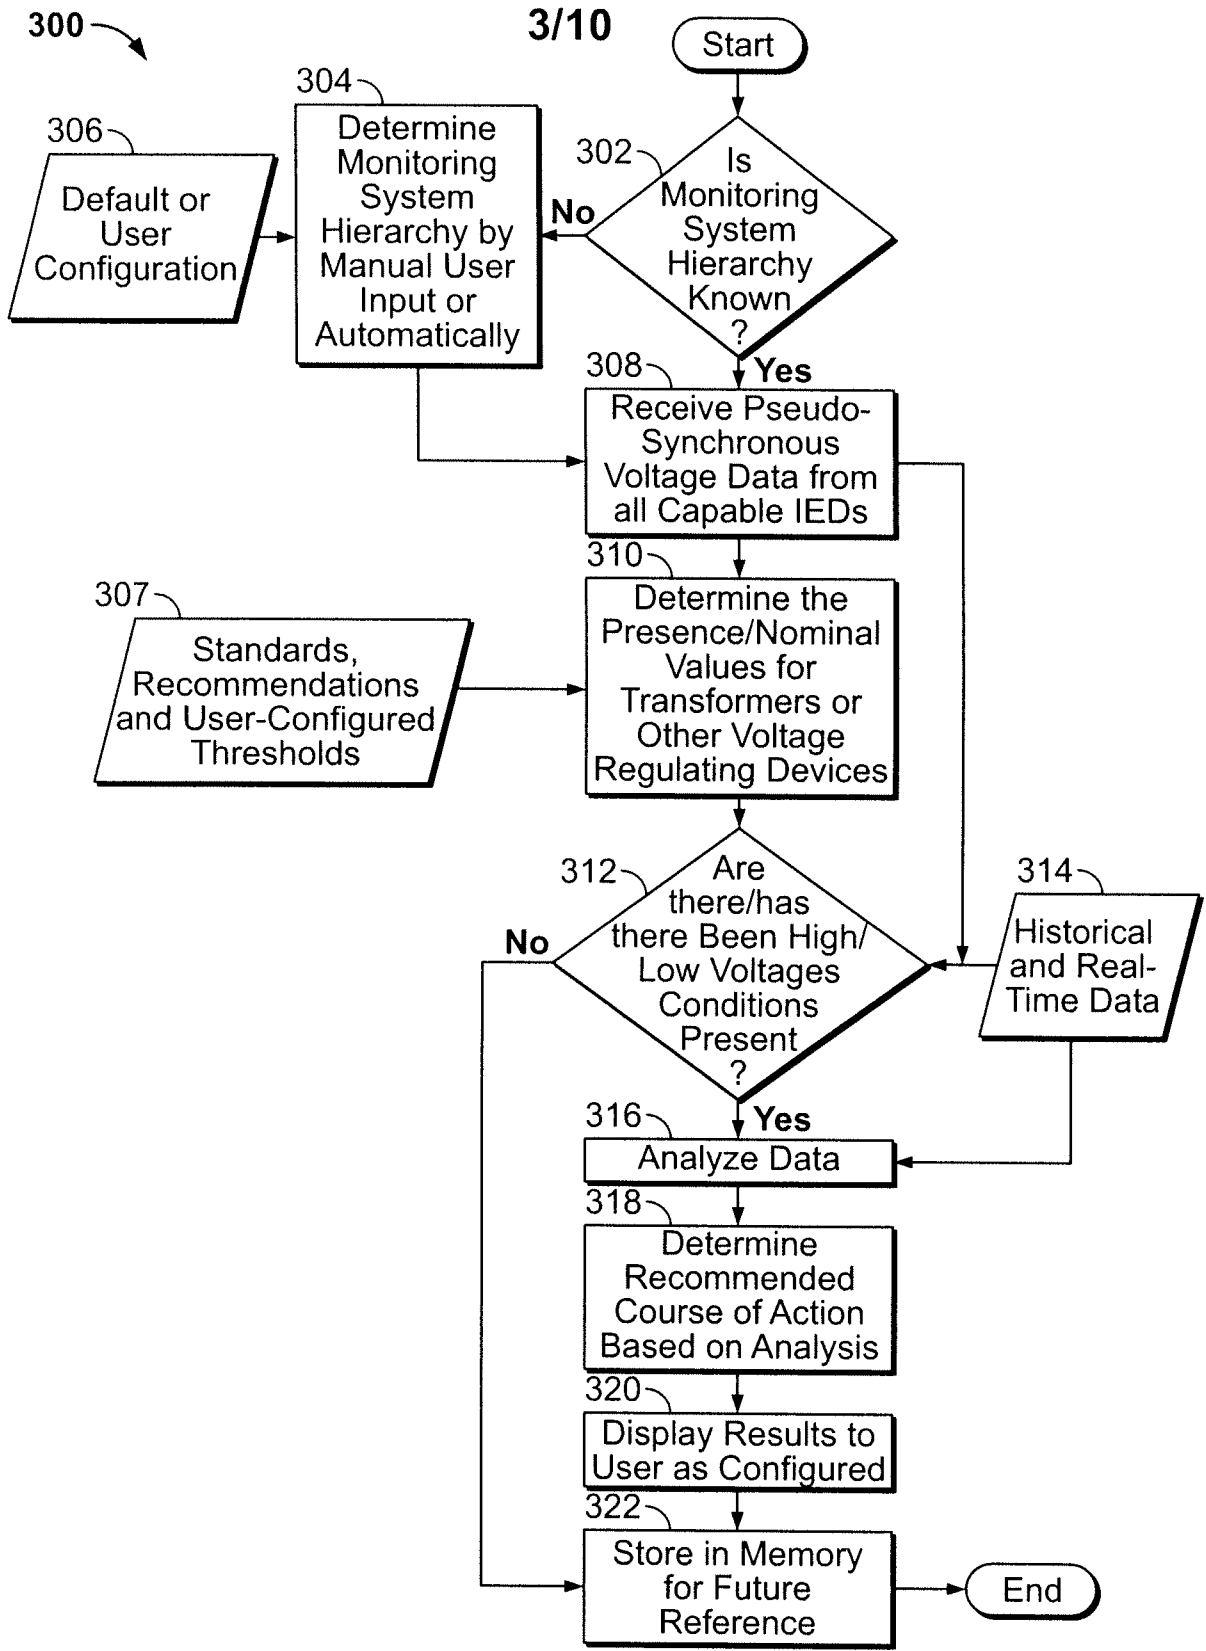 300
3/10
Start
304
Determine
Monitoring
System
Hierarchy by
Manual User
Input or
Automatically
306
Default or
User
Configuration
302
Is
Monitoring
System
Hierarchy
Known
?
No
Yes
308
Receive Pseudo-
Synchronous
Voltage Data from
all Capable IEDs
310
Determine the
Presence/Nominal
Values for
Transformers or
Other Voltage
Regulating Devices
307
Standards,
Recommendations
and User-Configured
Thresholds
312
Are
there/has
there Been High/
Low Voltages
Conditions
Present
?
No
Yes
314
Historical
and Real-
Time Data
316
Analyze Data
318
Determine
Recommended
Course of Action
Based on Analysis
320
Display Results to
User as Configured
322
Store in Memory
for Future
Reference
End